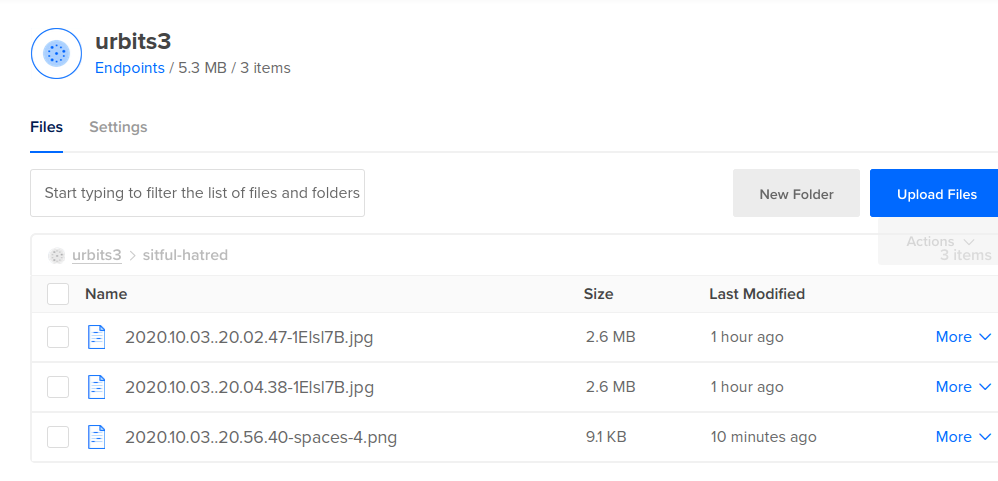 urbits3
Endpoints / 5.3 MB / 3 items
Files Settings
Start typing to filter the list of files and folders New Folder Upload Files
Actions
urbits3 > sitful-hatred 3 items
Name Size Last Modified
2020.10.03..20.02.47-1Elsl7B.jpg 2.6 MB 1 hour ago More
2020.10.03..20.04.38-1Elsl7B.jpg 2.6 MB 1 hour ago More
2020.10.03..20.56.40-spaces-4.png 9.1 KB 10 minutes ago More